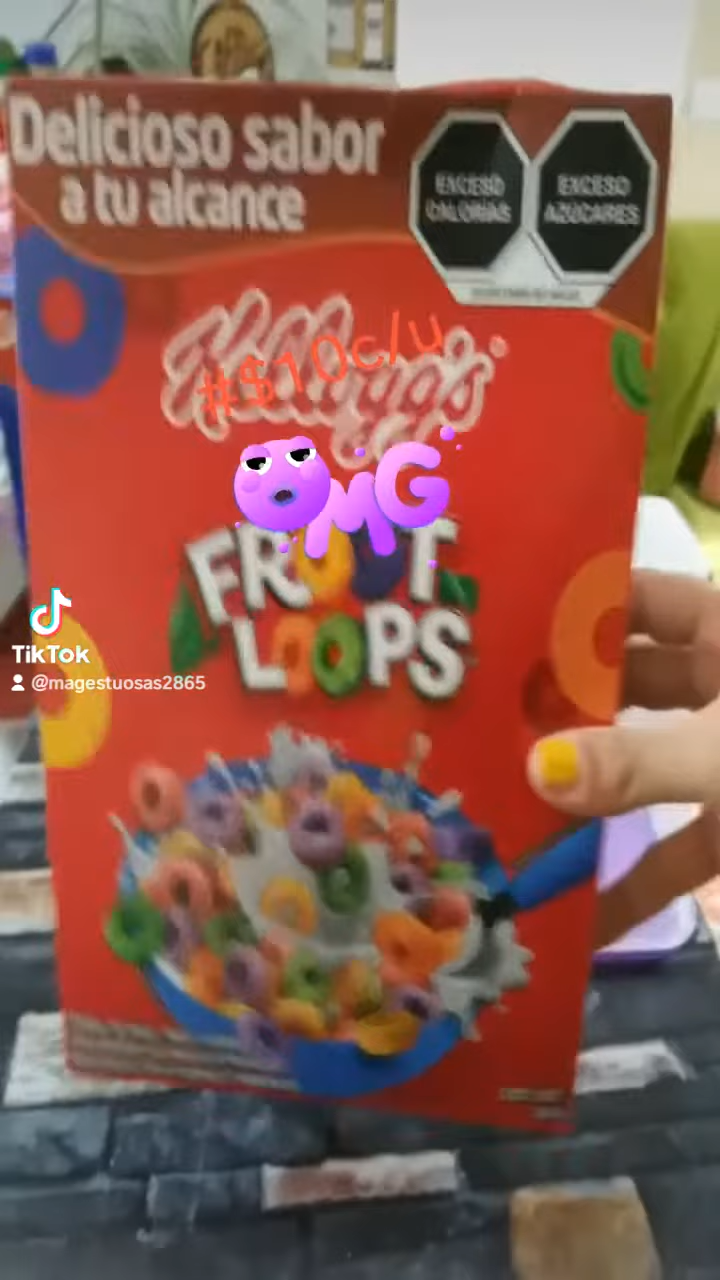 Delicioso sabor
a tu alcance
EXCESO
CALORÍAS
EXCESO
AZÚCARES
Kellogg's
#$10c/u
OMG
FROOT
LOOPS
TikTok
@magestuosas2865